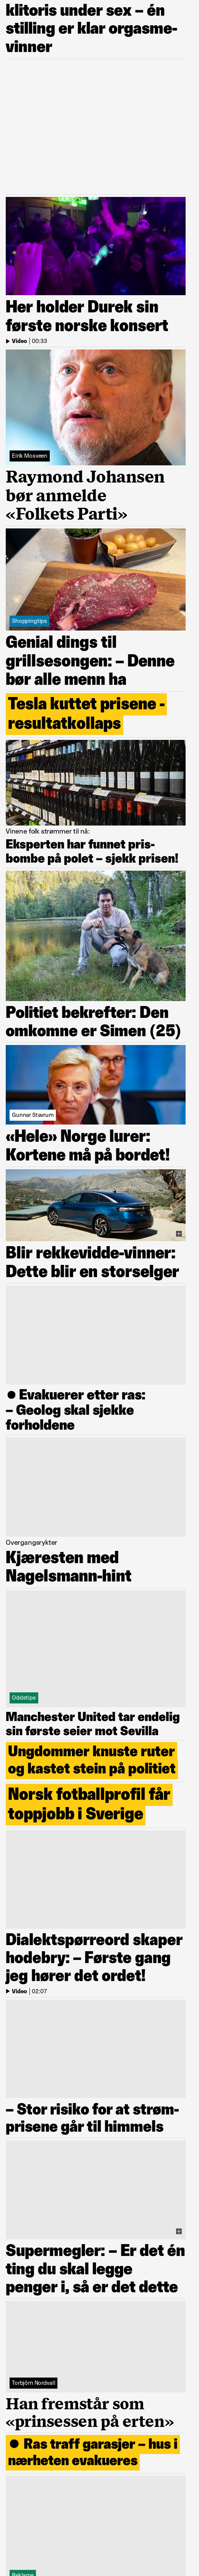 klitoris under sex – én
stilling er klar orgasme-
vinner
Her holder Durek sin
første norske konsert
Video | 00:33
Eirik Mosveen
Raymond Johansen
bør anmelde
«Folkets Parti»
Shoppingtips
Genial dings til
grillsesongen: – Denne
bør alle menn ha
Tesla kuttet prisene -
resultatkollaps
Vinene folk strømmer til nå:
Eksperten har funnet pris-
bombe på polet – sjekk prisen!
Politiet bekrefter: Den
omkomne er Simen (25)
Gunnar Stavrum
«Hele» Norge lurer:
Kortene må på bordet!
Blir rekkevidde-vinner:
Dette blir en storselger
● Evakuerer etter ras:
– Geolog skal sjekke
forholdene
Overgangsrykter
Kjæresten med
Nagelsmann-hint
Oddstips
Manchester United tar endelig
sin første seier mot Sevilla
Ungdommer knuste ruter
og kastet stein på politiet
Norsk fotballprofil får
toppjobb i Sverige
Dialektspørreord skaper
hodebry: – Første gang
jeg hører det ordet!
Video | 02:07
– Stor risiko for at strøm-
prisene går til himmels
Supermegler: – Er det én
ting du skal legge
penger i, så er det dette
Torbjörn Nordvall
Han fremstår som
«prinsessen på erten»
● Ras traff garasjer – hus i
nærheten evakueres
Reklame